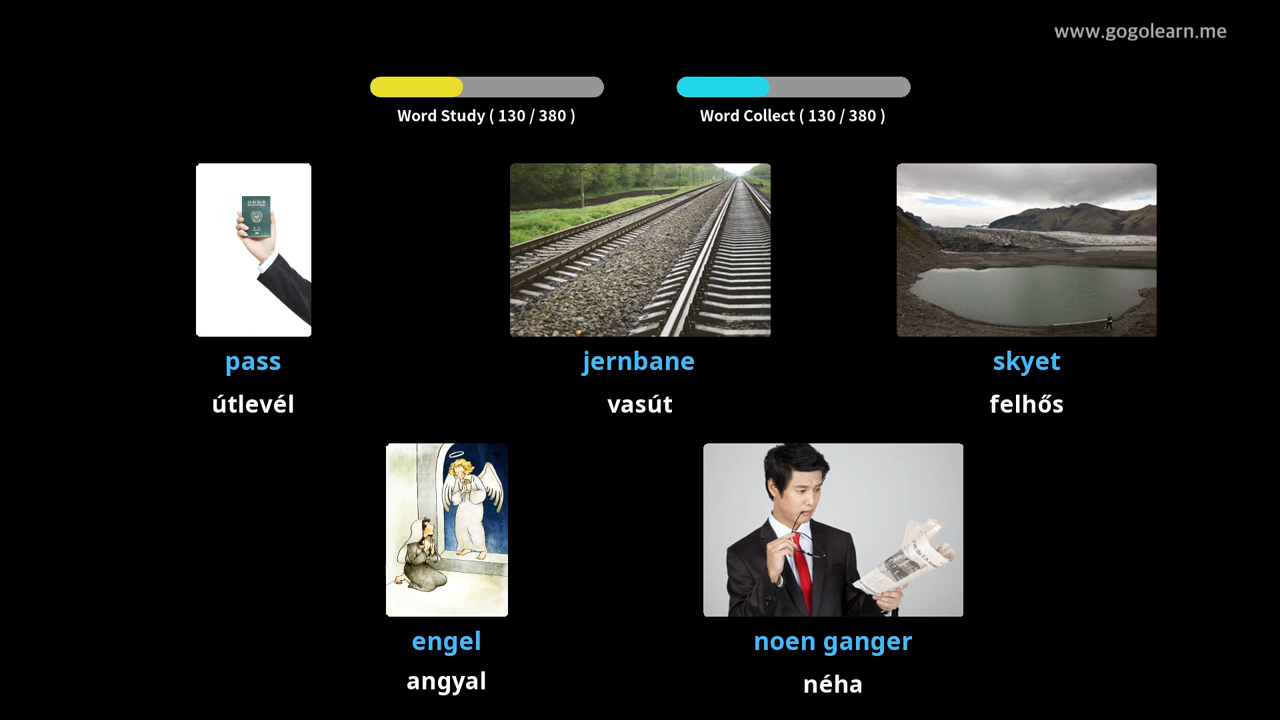 www.gogolearn.me
Word Study ( 130 / 380 )
Word Collect ( 130 / 380 )
pass
jernbane
skyet
útlevél
vasút
felhős
engel
noen ganger
angyal
néha